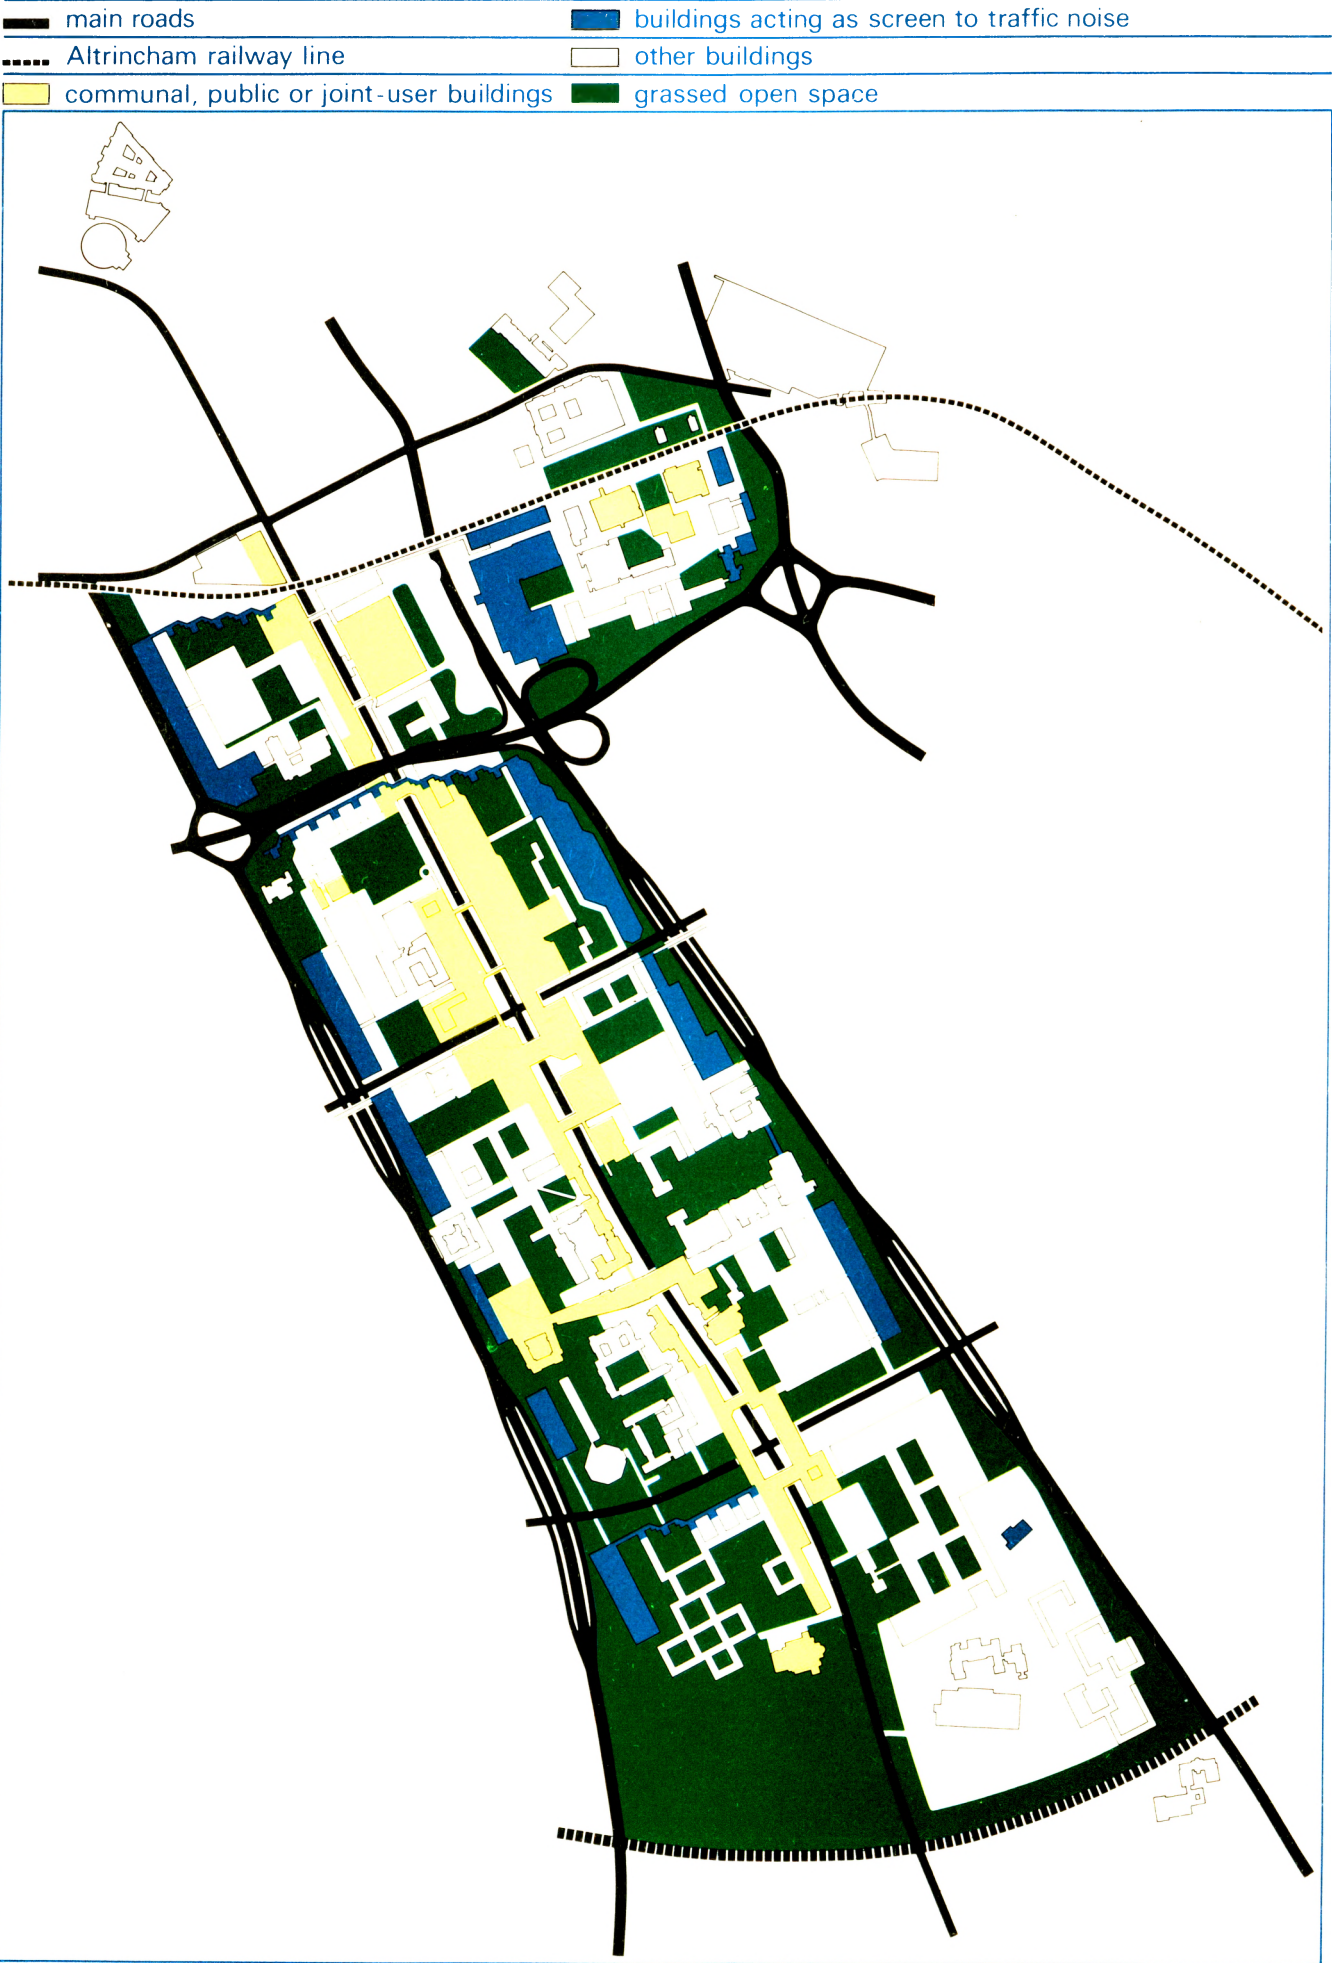 main roads
buildings acting as screen to traffic noise
Altrincham railway line
other buildings
communal, public or joint-user buildings
grassed open space